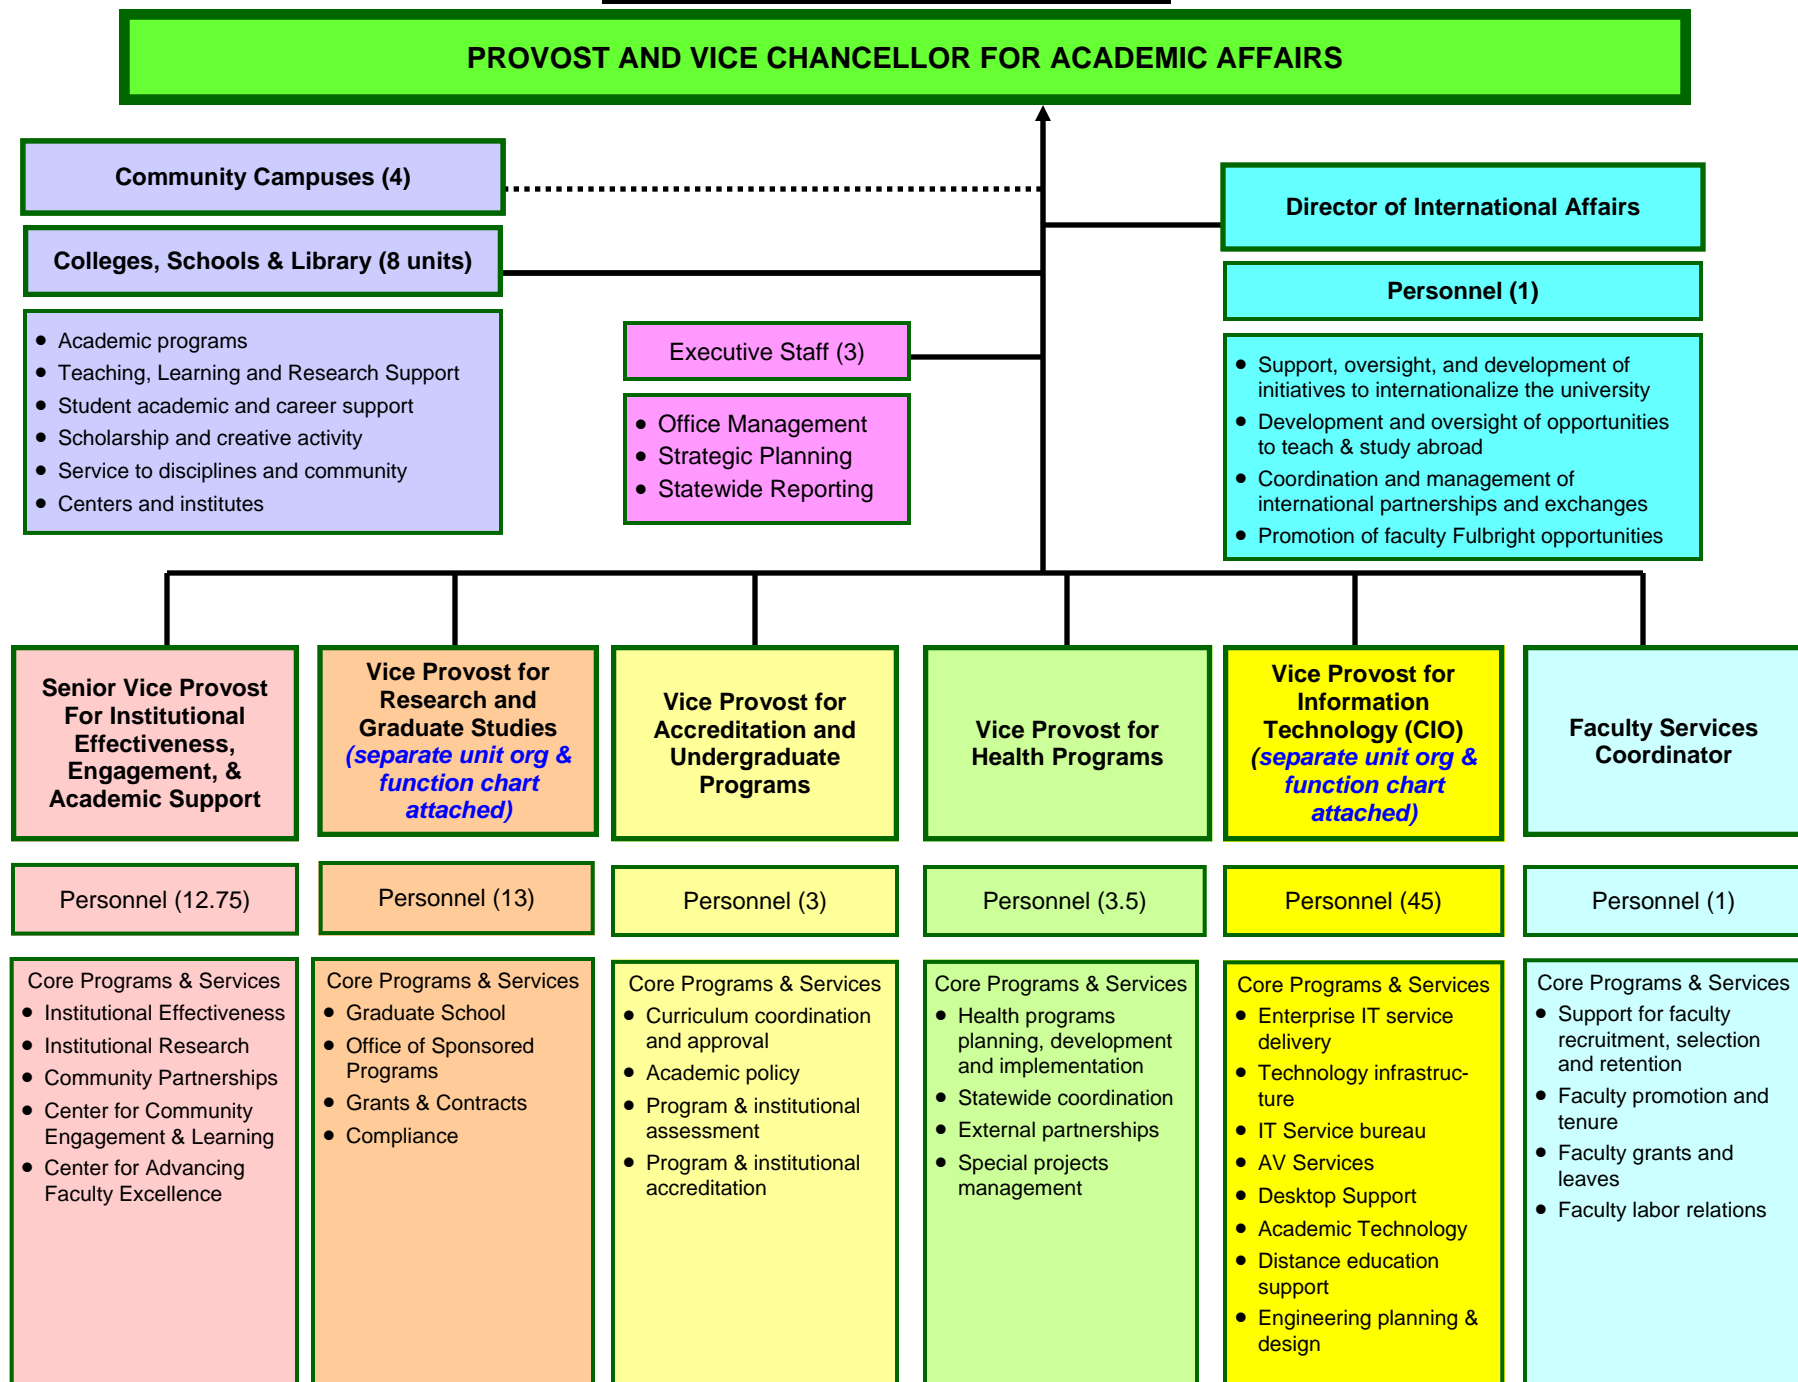 PROVOST AND VICE CHANCELLOR FOR ACADEMIC AFFAIRS
Community Campuses (4)
Colleges, Schools & Library (8 units)
• Academic programs
• Teaching, Learning and Research Support
• Student academic and career support
• Scholarship and creative activity
• Service to disciplines and community
• Centers and institutes
Executive Staff (3)
• Office Management
• Strategic Planning
• Statewide Reporting
Director of International Affairs
Personnel (1)
• Support, oversight, and development of
initiatives to internationalize the university
• Development and oversight of opportunities
to teach & study abroad
• Coordination and management of
international partnerships and exchanges
• Promotion of faculty Fulbright opportunities
Senior Vice Provost
For Institutional
Effectiveness,
Engagement, &
Academic Support
Personnel (12.75)
Core Programs & Services
• Institutional Effectiveness
• Institutional Research
• Community Partnerships
• Center for Community
Engagement & Learning
• Center for Advancing
Faculty Excellence
Vice Provost for
Research and
Graduate Studies
(separate unit org &
function chart
attached)
Personnel (13)
Core Programs & Services
• Graduate School
• Office of Sponsored
Programs
• Grants & Contracts
• Compliance
Vice Provost for
Accreditation and
Undergraduate
Programs
Personnel (3)
Core Programs & Services
• Curriculum coordination
and approval
• Academic policy
• Program & institutional
assessment
• Program & institutional
accreditation
Vice Provost for
Health Programs
Personnel (3.5)
Core Programs & Services
• Health programs
planning, development
and implementation
• Statewide coordination
• External partnerships
• Special projects
management
Vice Provost for
Information
Technology (CIO)
(separate unit org &
function chart
attached)
Personnel (45)
Core Programs & Services
• Enterprise IT service
delivery
• Technology infrastruc-
ture
• IT Service bureau
• AV Services
• Desktop Support
• Academic Technology
• Distance education
support
• Engineering planning &
design
Faculty Services
Coordinator
Personnel (1)
Core Programs & Services
• Support for faculty
recruitment, selection
and retention
• Faculty promotion and
tenure
• Faculty grants and
leaves
• Faculty labor relations